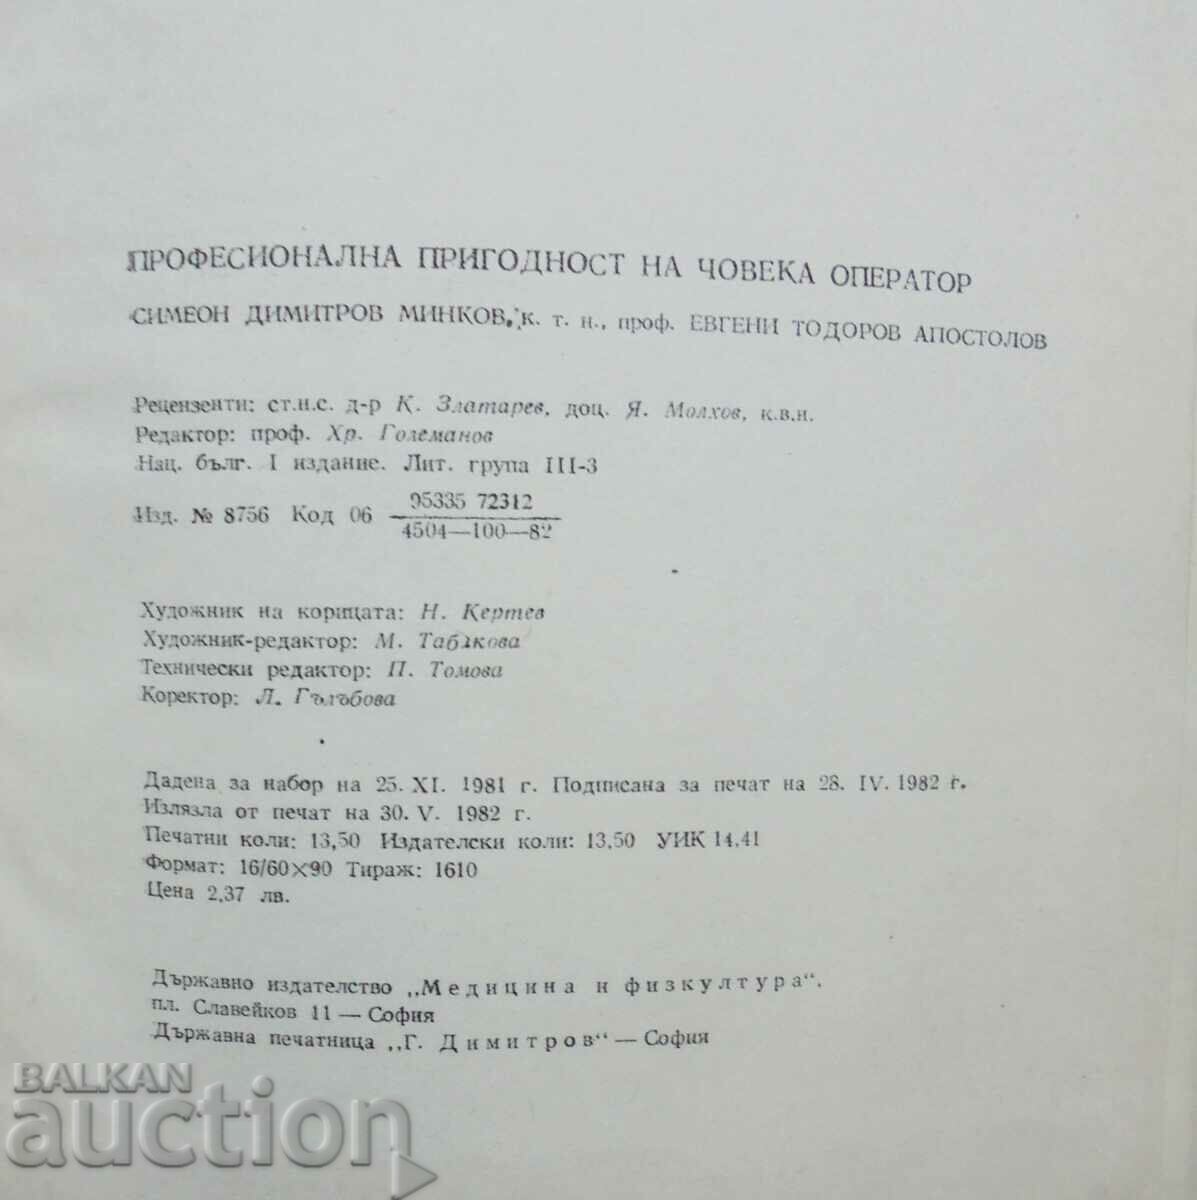 ПРОФЕСИОНАЛНА ПРИГОДНОСТ НА ЧОВЕКА ОПЕРАТОР
СИМЕОН ДИМИТРОВ МИНКОВ, к. т. н., проф. ЕВГЕНИ ТОДОРОВ АПОСТОЛОВ
Рецензенти: ст.н.с. д-р К. Златарев, доц. Я. Молхов, к.в.н.
Редактор: проф. Хр. Големанов
Нац. бълг. I издание. Лит. група III-3
Изд. № 8756 Код 06 95335 72312
4504—100—82
Художник на корицата: Н. Кертев
Художник-редактор: М. Табакова
Технически редактор: П. Томова
Коректор: Л. Гълъбова
Дадена за набор на 25. XI. 1981 г. Подписана за печат на 28. IV. 1982 г.
Излязла от печат на 30. V. 1982 г.
Печатни коли: 13,50 Издателски коли: 13,50 УИК 14.41
Формат: 16/60×90 Тираж: 1610
Цена 2,37 лв.
Държавно издателство „Медицина и физкултура“.
пл. Славейков 11 — София
Държавна печатница „Г. Димитров“ — София
BALKAN
auction